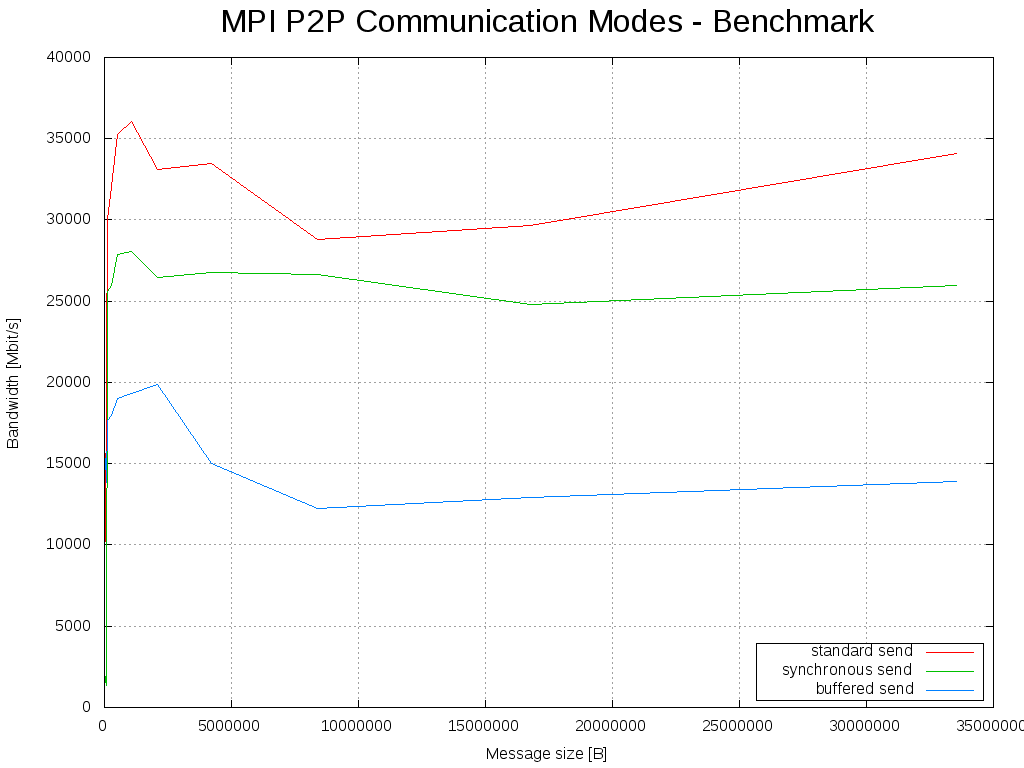 MPI P2P Communication Modes - Benchmark
40000
35000
30000
25000
20000
15000
10000
5000
0
Bandwidth [Mbit/s]
0 5000000 10000000 15000000 20000000 25000000 30000000 3500000
Message size [B]
standard send
synchronous send
buffered send